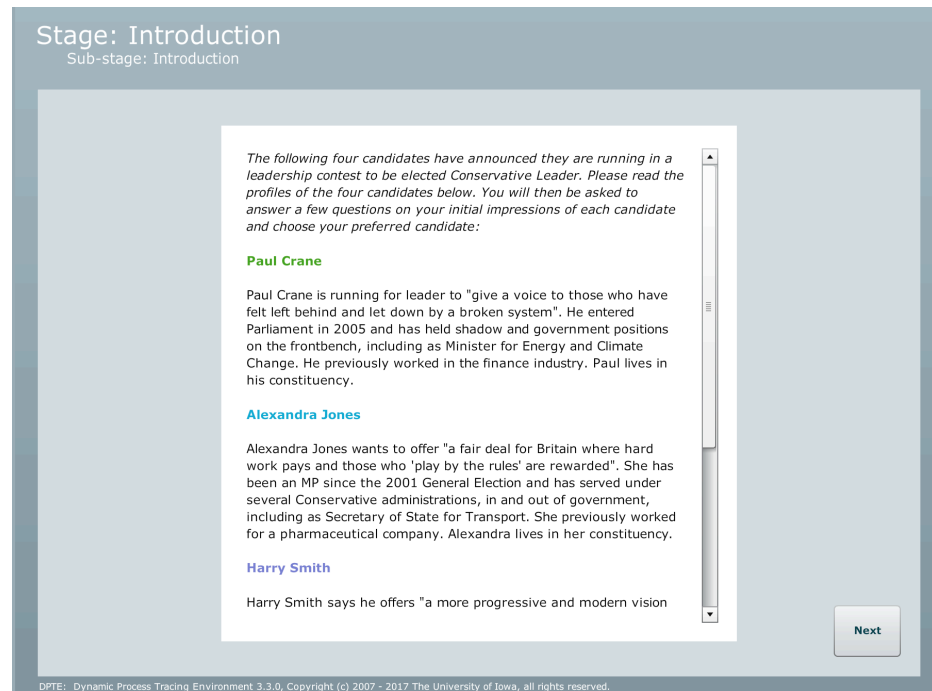 Stage: Introduction
Sub-stage: Introduction
The following four candidates have announced they are running in a
leadership contest to be elected Conservative Leader. Please read the
profiles of the four candidates below. You will then be asked to
answer a few questions on your initial impressions of each candidate
and choose your preferred candidate:
Paul Crane
Paul Crane is running for leader to "give a voice to those who have
felt left behind and let down by a broken system". He entered
Parliament in 2005 and has held shadow and government positions
on the frontbench, including as Minister for Energy and Climate
Change. He previously worked in the finance industry. Paul lives in
his constituency.
Alexandra Jones
Alexandra Jones wants to offer "a fair deal for Britain where hard
work pays and those who 'play by the rules' are rewarded". She has
been an MP since the 2001 General Election and has served under
several Conservative administrations, in and out of government,
including as Secretary of State for Transport. She previously worked
for a pharmaceutical company. Alexandra lives in her constituency.
Harry Smith
Harry Smith says he offers "a more progressive and modern vision
Next
DPTE: Dynamic Process Tracing Environment 3.3.0, Copyright (c) 2007 - 2017 The University of Iowa, all rights reserved.